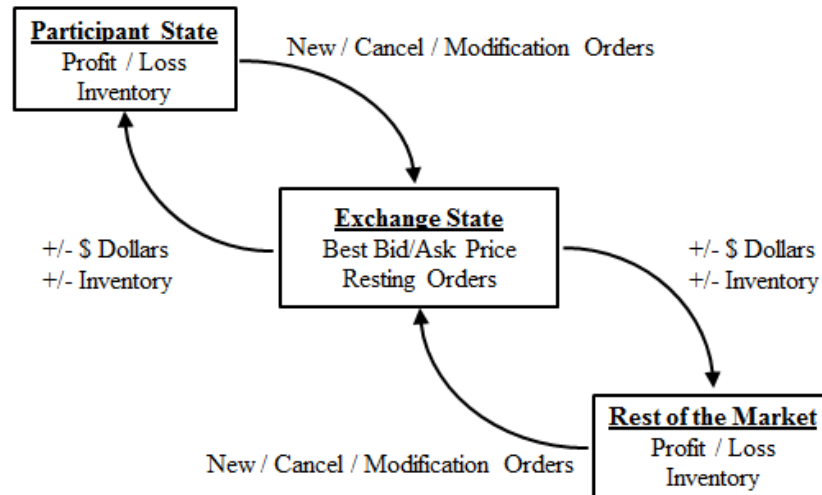 Participant State
Profit / Loss
Inventory
New / Cancel / Modification Orders
Exchange State
Best Bid/Ask Price
Resting Orders
+/- $ Dollars
+/- Inventory
+/- $ Dollars
+/- Inventory
Rest of the Market
Profit / Loss
Inventory
New / Cancel / Modification Orders